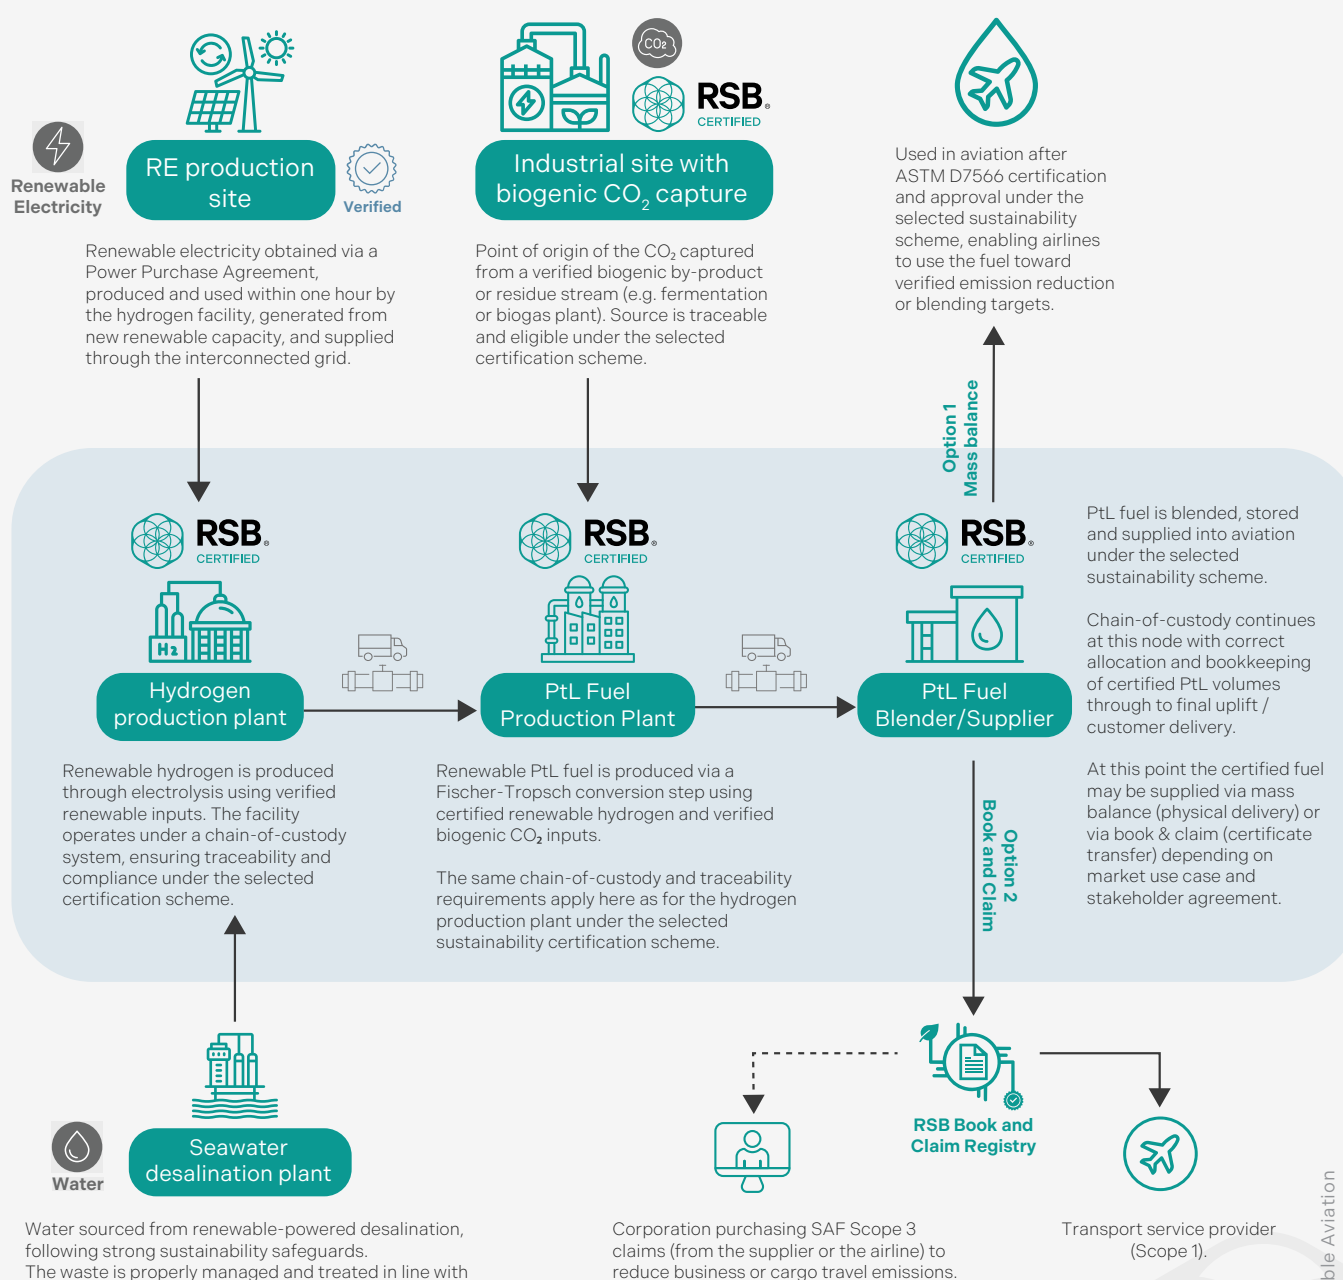 CO₂
RSB®
CERTIFIED
Renewable
Electricity
RE production
site
Verified
Industrial site with
biogenic CO₂ capture
Renewable electricity obtained via a
Power Purchase Agreement,
produced and used within one hour by
the hydrogen facility, generated from
new renewable capacity, and supplied
through the interconnected grid.
Point of origin of the CO₂ captured
from a verified biogenic by-product
or residue stream (e.g. fermentation
or biogas plant). Source is traceable
and eligible under the selected
certification scheme.
Used in aviation after
ASTM D7566 certification
and approval under the
selected sustainability
scheme, enabling airlines
to use the fuel toward
verified emission reduction
or blending targets.
Option 1
Mass balance
RSB®
CERTIFIED
H₂
Hydrogen
production plant
RSB®
CERTIFIED
PtL Fuel
Production Plant
RSB®
CERTIFIED
PtL Fuel
Blender/Supplier
Renewable hydrogen is produced
through electrolysis using verified
renewable inputs. The facility
operates under a chain-of-custody
system, ensuring traceability and
compliance under the selected
certification scheme.
Renewable PtL fuel is produced via a
Fischer-Tropsch conversion step using
certified renewable hydrogen and verified
biogenic CO₂ inputs.
The same chain-of-custody and traceability
requirements apply here as for the hydrogen
production plant under the selected
sustainability certification scheme.
PtL fuel is blended, stored
and supplied into aviation
under the selected
sustainability scheme.
Chain-of-custody continues
at this node with correct
allocation and bookkeeping
of certified PtL volumes
through to final uplift /
customer delivery.
At this point the certified fuel
may be supplied via mass
balance (physical delivery) or
via book & claim (certificate
transfer) depending on
market use case and
stakeholder agreement.
Option 2
Book and Claim
Water
Seawater
desalination plant
Water sourced from renewable-powered desalination,
following strong sustainability safeguards.
The waste is properly managed and treated in line with
RSB Book and
Claim Registry
Corporation purchasing SAF Scope 3
claims (from the supplier or the airline) to
reduce business or cargo travel emissions.
Transport service provider
(Scope 1).
Aviation